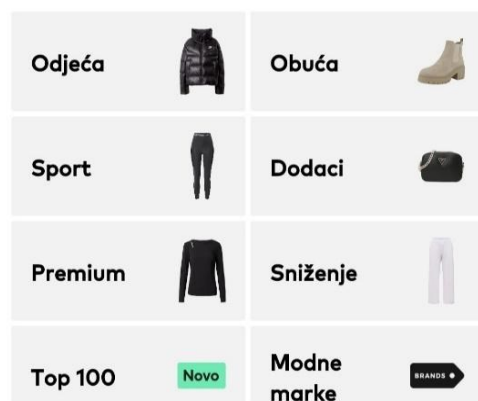 Odjeća
Obuća
Sport
Dodaci
Premium
Sniženje
Top 100
Novo
Modne
marke
BRANDS